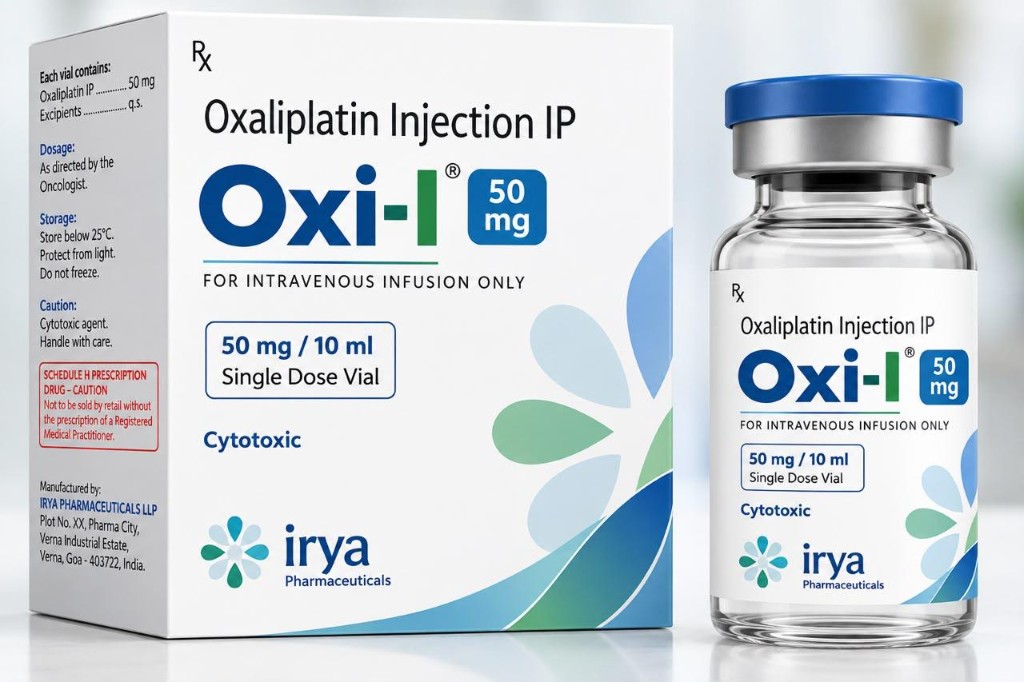 Each vial contains:
Oxaliplatin IP ............ 50 mg
Excipients .................. q.s.
Dosage:
As directed by the
Oncologist.
Storage:
Store below 25°C.
Protect from light.
Do not freeze.
Caution:
Cytotoxic agent.
Handle with care.
SCHEDULE H PRESCRIPTION
DRUG – CAUTION
Not to be sold by retail without
the prescription of a Registered
Medical Practitioner.
Manufactured by:
IRYA PHARMACEUTICALS LLP
Plot No. XX, Pharma City,
Verna Industrial Estate,
Verna, Goa - 403722, India.
Rx
Oxaliplatin Injection IP
Oxi-I® 50 mg
FOR INTRAVENOUS INFUSION ONLY
50 mg / 10 ml
Single Dose Vial
Cytotoxic
irya
Pharmaceuticals
Rx
Oxaliplatin Injection IP
Oxi-I® 50 mg
FOR INTRAVENOUS INFUSION ONLY
50 mg / 10 ml
Single Dose Vial
Cytotoxic
irya
Pharmaceuticals